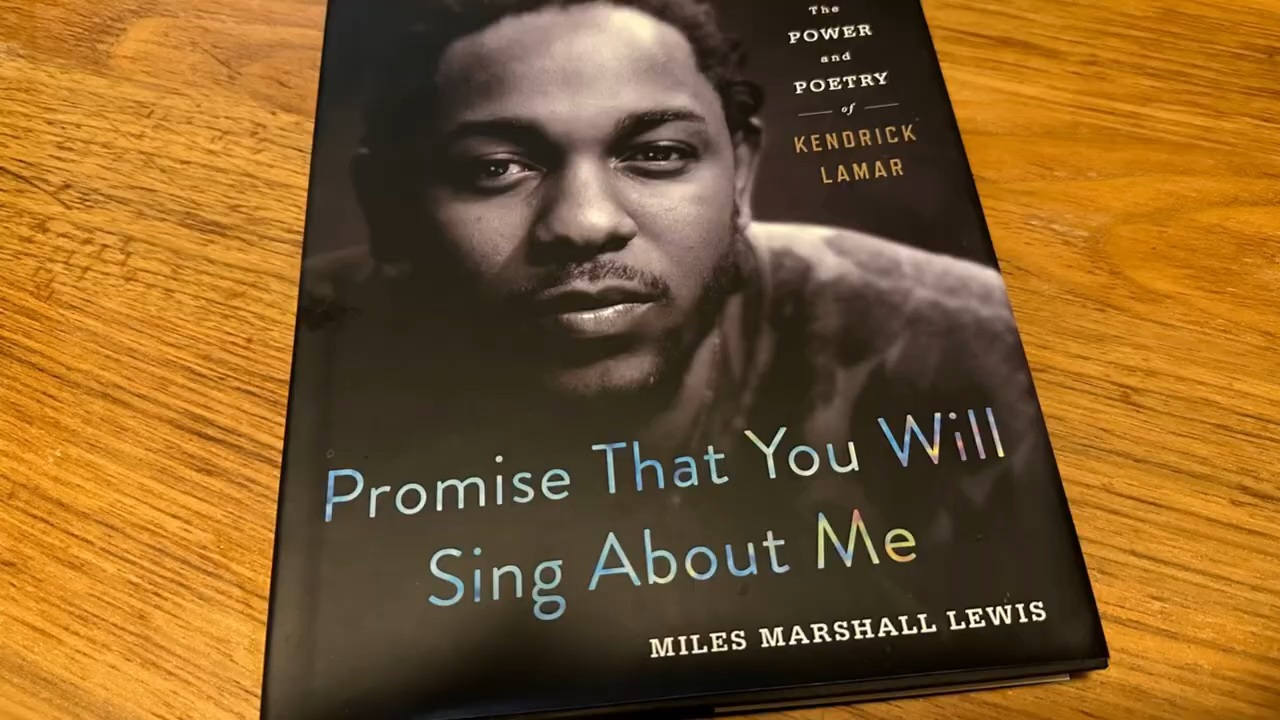 The
POWER
and
POETRY
of
KENDRICK
LAMAR
Promise That You Will
Sing About Me
MILES MARSHALL LEWIS